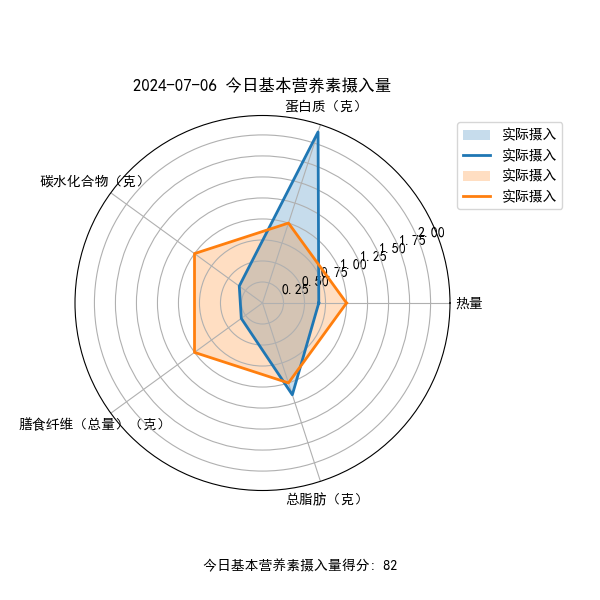 2024-07-06 今日基本营养素摄入量
蛋白质（克）
实际摄入
实际摄入
实际摄入
实际摄入
碳水化合物（克）
2.00
1.75
1.50
1.25
1.00
0.75
0.50
0.25
热量
膳食纤维（总量）（克）
总脂肪（克）
今日基本营养素摄入量得分: 82